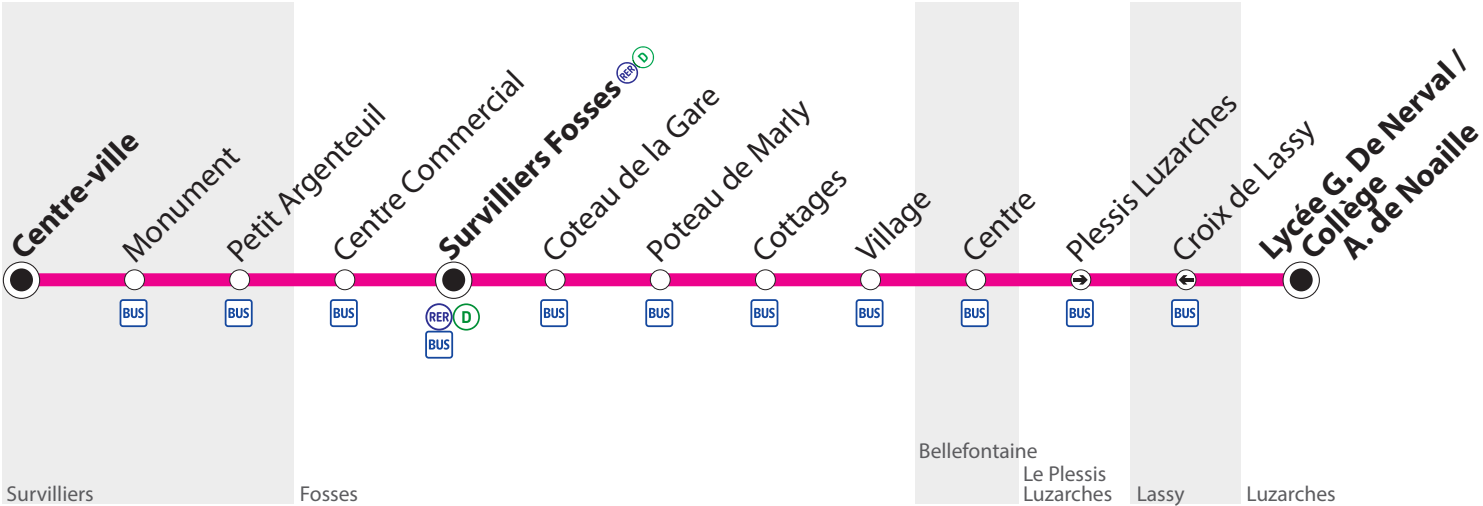 Centre-ville
Monument
Petit Argenteuil
Centre Commercial
Survilliers Fosses RER D
Coteau de la Gare
Poteau de Marly
Cottages
Village
Centre
Plessis Luzarches
Croix de Lassy
Lycée G. De Nerval /
Collège
A. de Noaille
BUS
BUS
BUS
RER D
BUS
BUS
BUS
BUS
BUS
BUS
BUS
BUS
Survilliers
Fosses
Bellefontaine
Le Plessis
Luzarches
Lassy
Luzarches